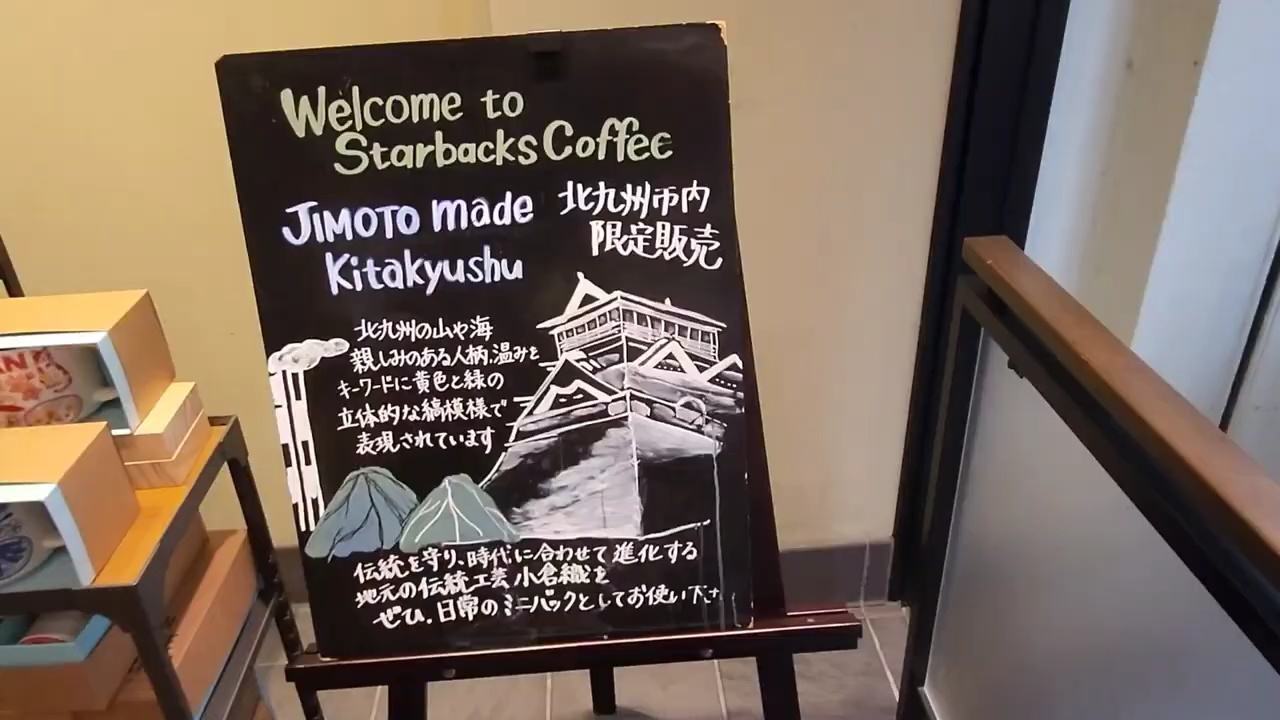 Welcome to
Starbacks Coffee
JIMOTO made
Kitakyushu
北九州市内
限定販売
北九州の山や海
親しみのある人柄、温みを
キーワードに黄色と緑の
立体的な縞模様で
表現されています
伝統を守り、時代に合わせて進化する
地元の伝統工芸 小倉織を
ぜひ、日常のミニバックとしてお使い下さ